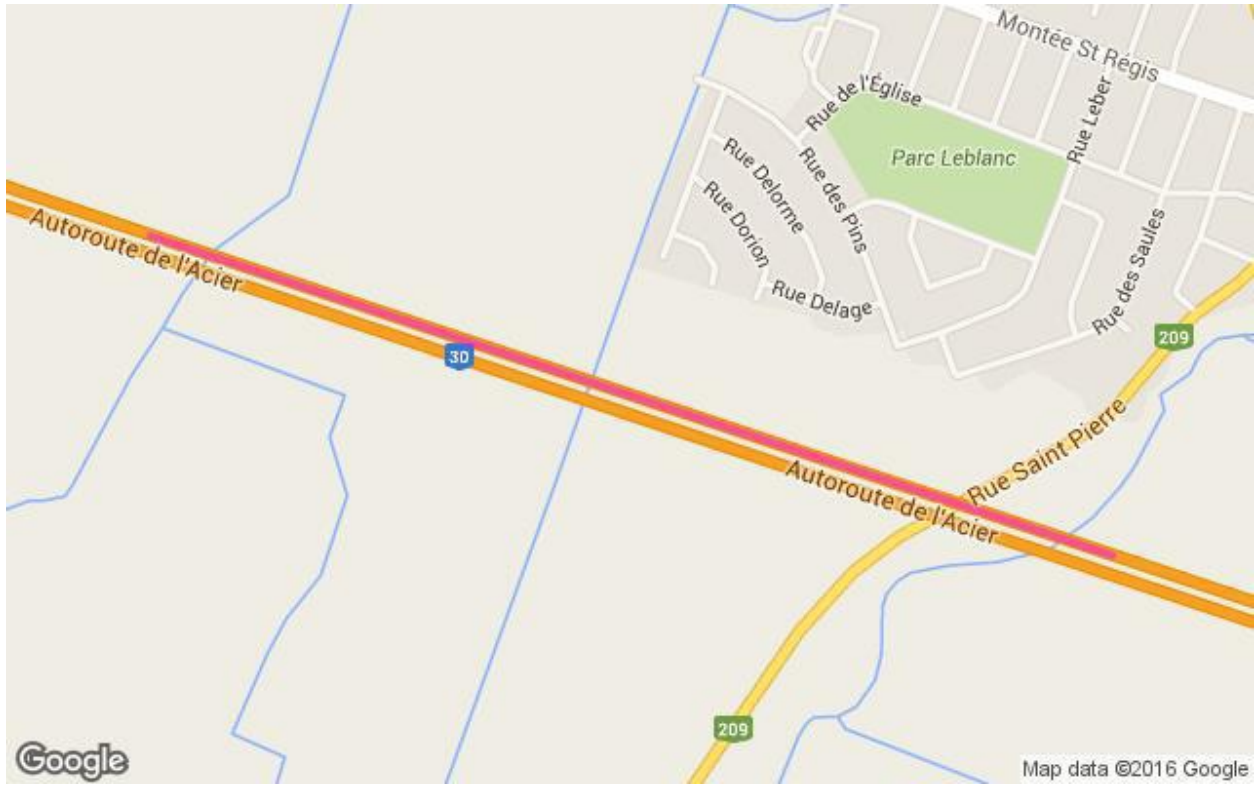 Montée St Régis
Rue de l'Église
Rue Leber
Parc Leblanc
Rue Delorme
Rue des Pins
Rue Dorion
Rue des Saules
Autoroute de l'Acier
Rue Delage
209
30
Rue Saint Pierre
Autoroute de l'Acier
209
Google
Map data ©2016 Google